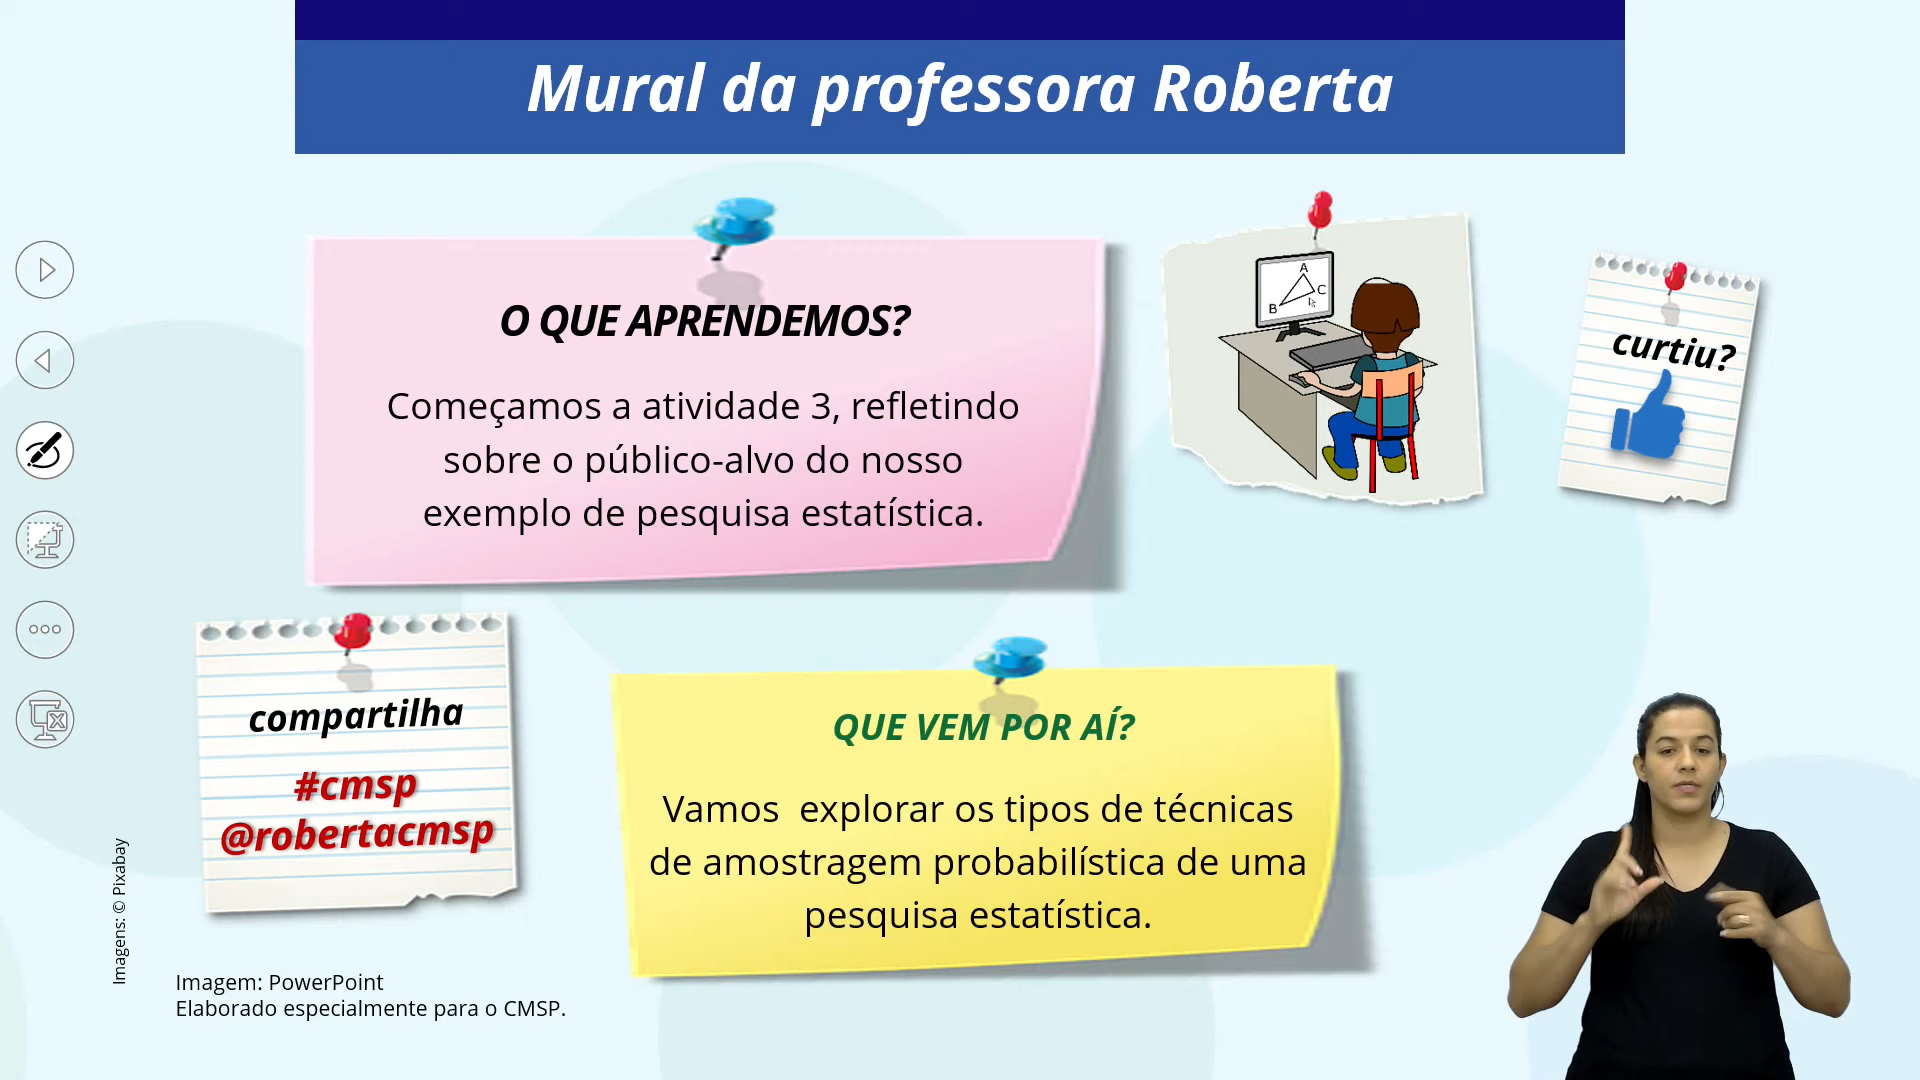 Mural da professora Roberta
O QUE APRENDEMOS?
Começamos a atividade 3, refletindo
sobre o público-alvo do nosso
exemplo de pesquisa estatística.
A
B
C
curtiu?
compartilha
#cmsp
@robertacmsp
QUE VEM POR AÍ?
Vamos  explorar os tipos de técnicas
de amostragem probabilística de uma
pesquisa estatística.
Imagens: © Pixabay
Imagem: PowerPoint
Elaborado especialmente para o CMSP.